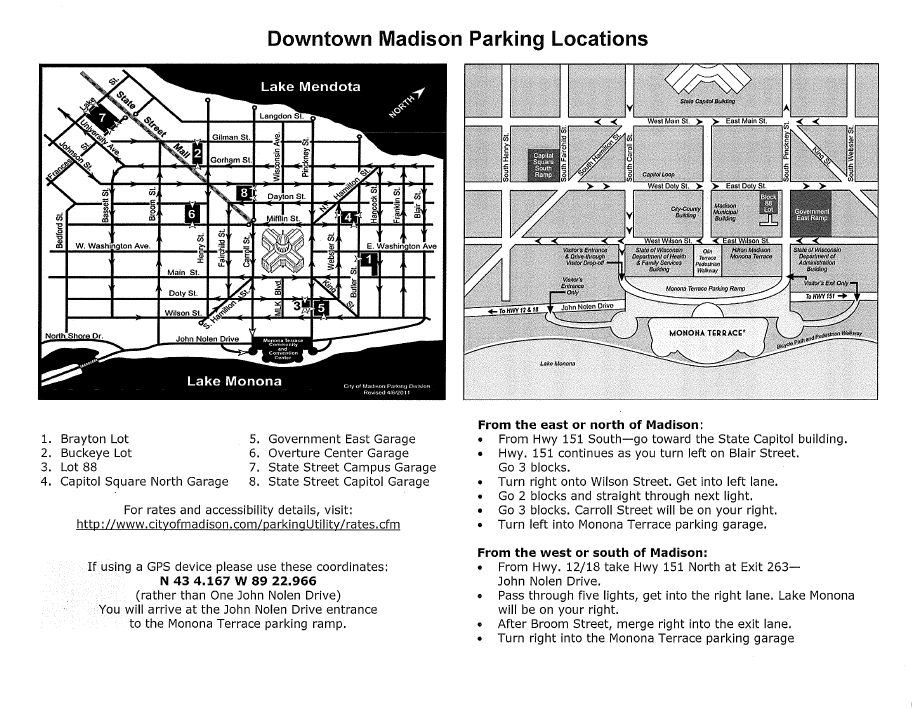 Downtown Madison Parking Locations
Lake Mendota
NORTH
Langdon St.
State Street Mall
Lake St.
University Ave.
Johnson St.
Frances
Gilman St.
Gorham St.
Wisconsin Ave.
Pinckney St.
N. Hamilton St.
Dayton St.
Mifflin St.
Bedford St.
Bassett St.
Broom St.
Henry St.
Fairchild St.
Carroll St.
Webster St.
Hancock St.
Franklin St.
Blair St.
Butler St.
W. Washington Ave.
E. Washington Ave
Main St.
Doty St.
Wilson St.
S. Hamilton St.
MLK Blvd.
King St.
7
2
8
6
4
1
3
5
North Shore Dr.
John Nolen Drive
Monona Terrace
Community
and
Convention
Center
Lake Monona
City of Madison Parking Division
Revised 4/6/2011
State Capitol Building
West Main St.
East Main St.
South Henry St.
South Fairchild St.
South Hamilton St.
South Carroll St.
South Pinckney St.
King St.
South Webster St.
Capitol
Square
South
Ramp
Capitol Loop
West Doty St.
East Doty St.
City-County
Building
Madison
Municipal
Building
Block
88
Lot
Government
East Ramp
West Wilson St.
East Wilson St.
Visitor's Entrance
& Drive-through
Visitor Drop-off
State of Wisconsin
Department of Health
& Family Services
Building
Olin
Terrace
Pedestrian
Walkway
Hilton Madison
Monona Terrace
State of Wisconsin
Department of
Administration
Building
Visitor's
Entrance
Only
Visitor's Exit Only
Monona Terrace Parking Ramp
To HWY 12 & 18
John Nolen Drive
To HWY 151
MONONA TERRACE
Bicycle Path and Pedestrian Walkway
Lake Monona
1. Brayton Lot
2. Buckeye Lot
3. Lot 88
4. Capitol Square North Garage
5. Government East Garage
6. Overture Center Garage
7. State Street Campus Garage
8. State Street Capitol Garage
For rates and accessibility details, visit:
http://www.cityofmadison.com/parkingUtility/rates.cfm
If using a GPS device please use these coordinates:
N 43 4.167 W 89 22.966
(rather than One John Nolen Drive)
You will arrive at the John Nolen Drive entrance
to the Monona Terrace parking ramp.
From the east or north of Madison:
• From Hwy 151 South—go toward the State Capitol building.
• Hwy. 151 continues as you turn left on Blair Street.
Go 3 blocks.
• Turn right onto Wilson Street. Get into left lane.
• Go 2 blocks and straight through next light.
• Go 3 blocks. Carroll Street will be on your right.
• Turn left into Monona Terrace parking garage.
From the west or south of Madison:
• From Hwy. 12/18 take Hwy 151 North at Exit 263—
John Nolen Drive.
• Pass through five lights, get into the right lane. Lake Monona
will be on your right.
• After Broom Street, merge right into the exit lane.
• Turn right into the Monona Terrace parking garage